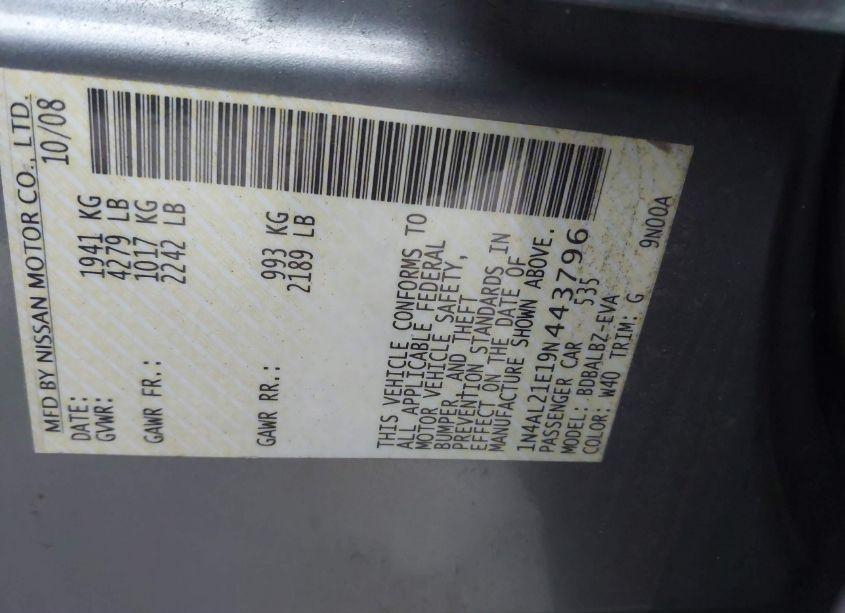 MFD BY NISSAN MOTOR CO., LTD.
DATE: 10/08
GVWR: 1941 KG
4279 LB
GAWR FR.: 1017 KG
2242 LB
GAWR RR.: 993 KG
2189 LB
THIS VEHICLE CONFORMS TO
ALL APPLICABLE FEDERAL
MOTOR VEHICLE SAFETY,
BUMPER, AND THEFT
PREVENTION STANDARDS IN
EFFECT ON THE DATE OF
MANUFACTURE SHOWN ABOVE.
1N4AL21E19N443796
PASSENGER CAR 535
MODEL: BDBALBZ-EVA
COLOR: W40 TRIM: G 9N00A